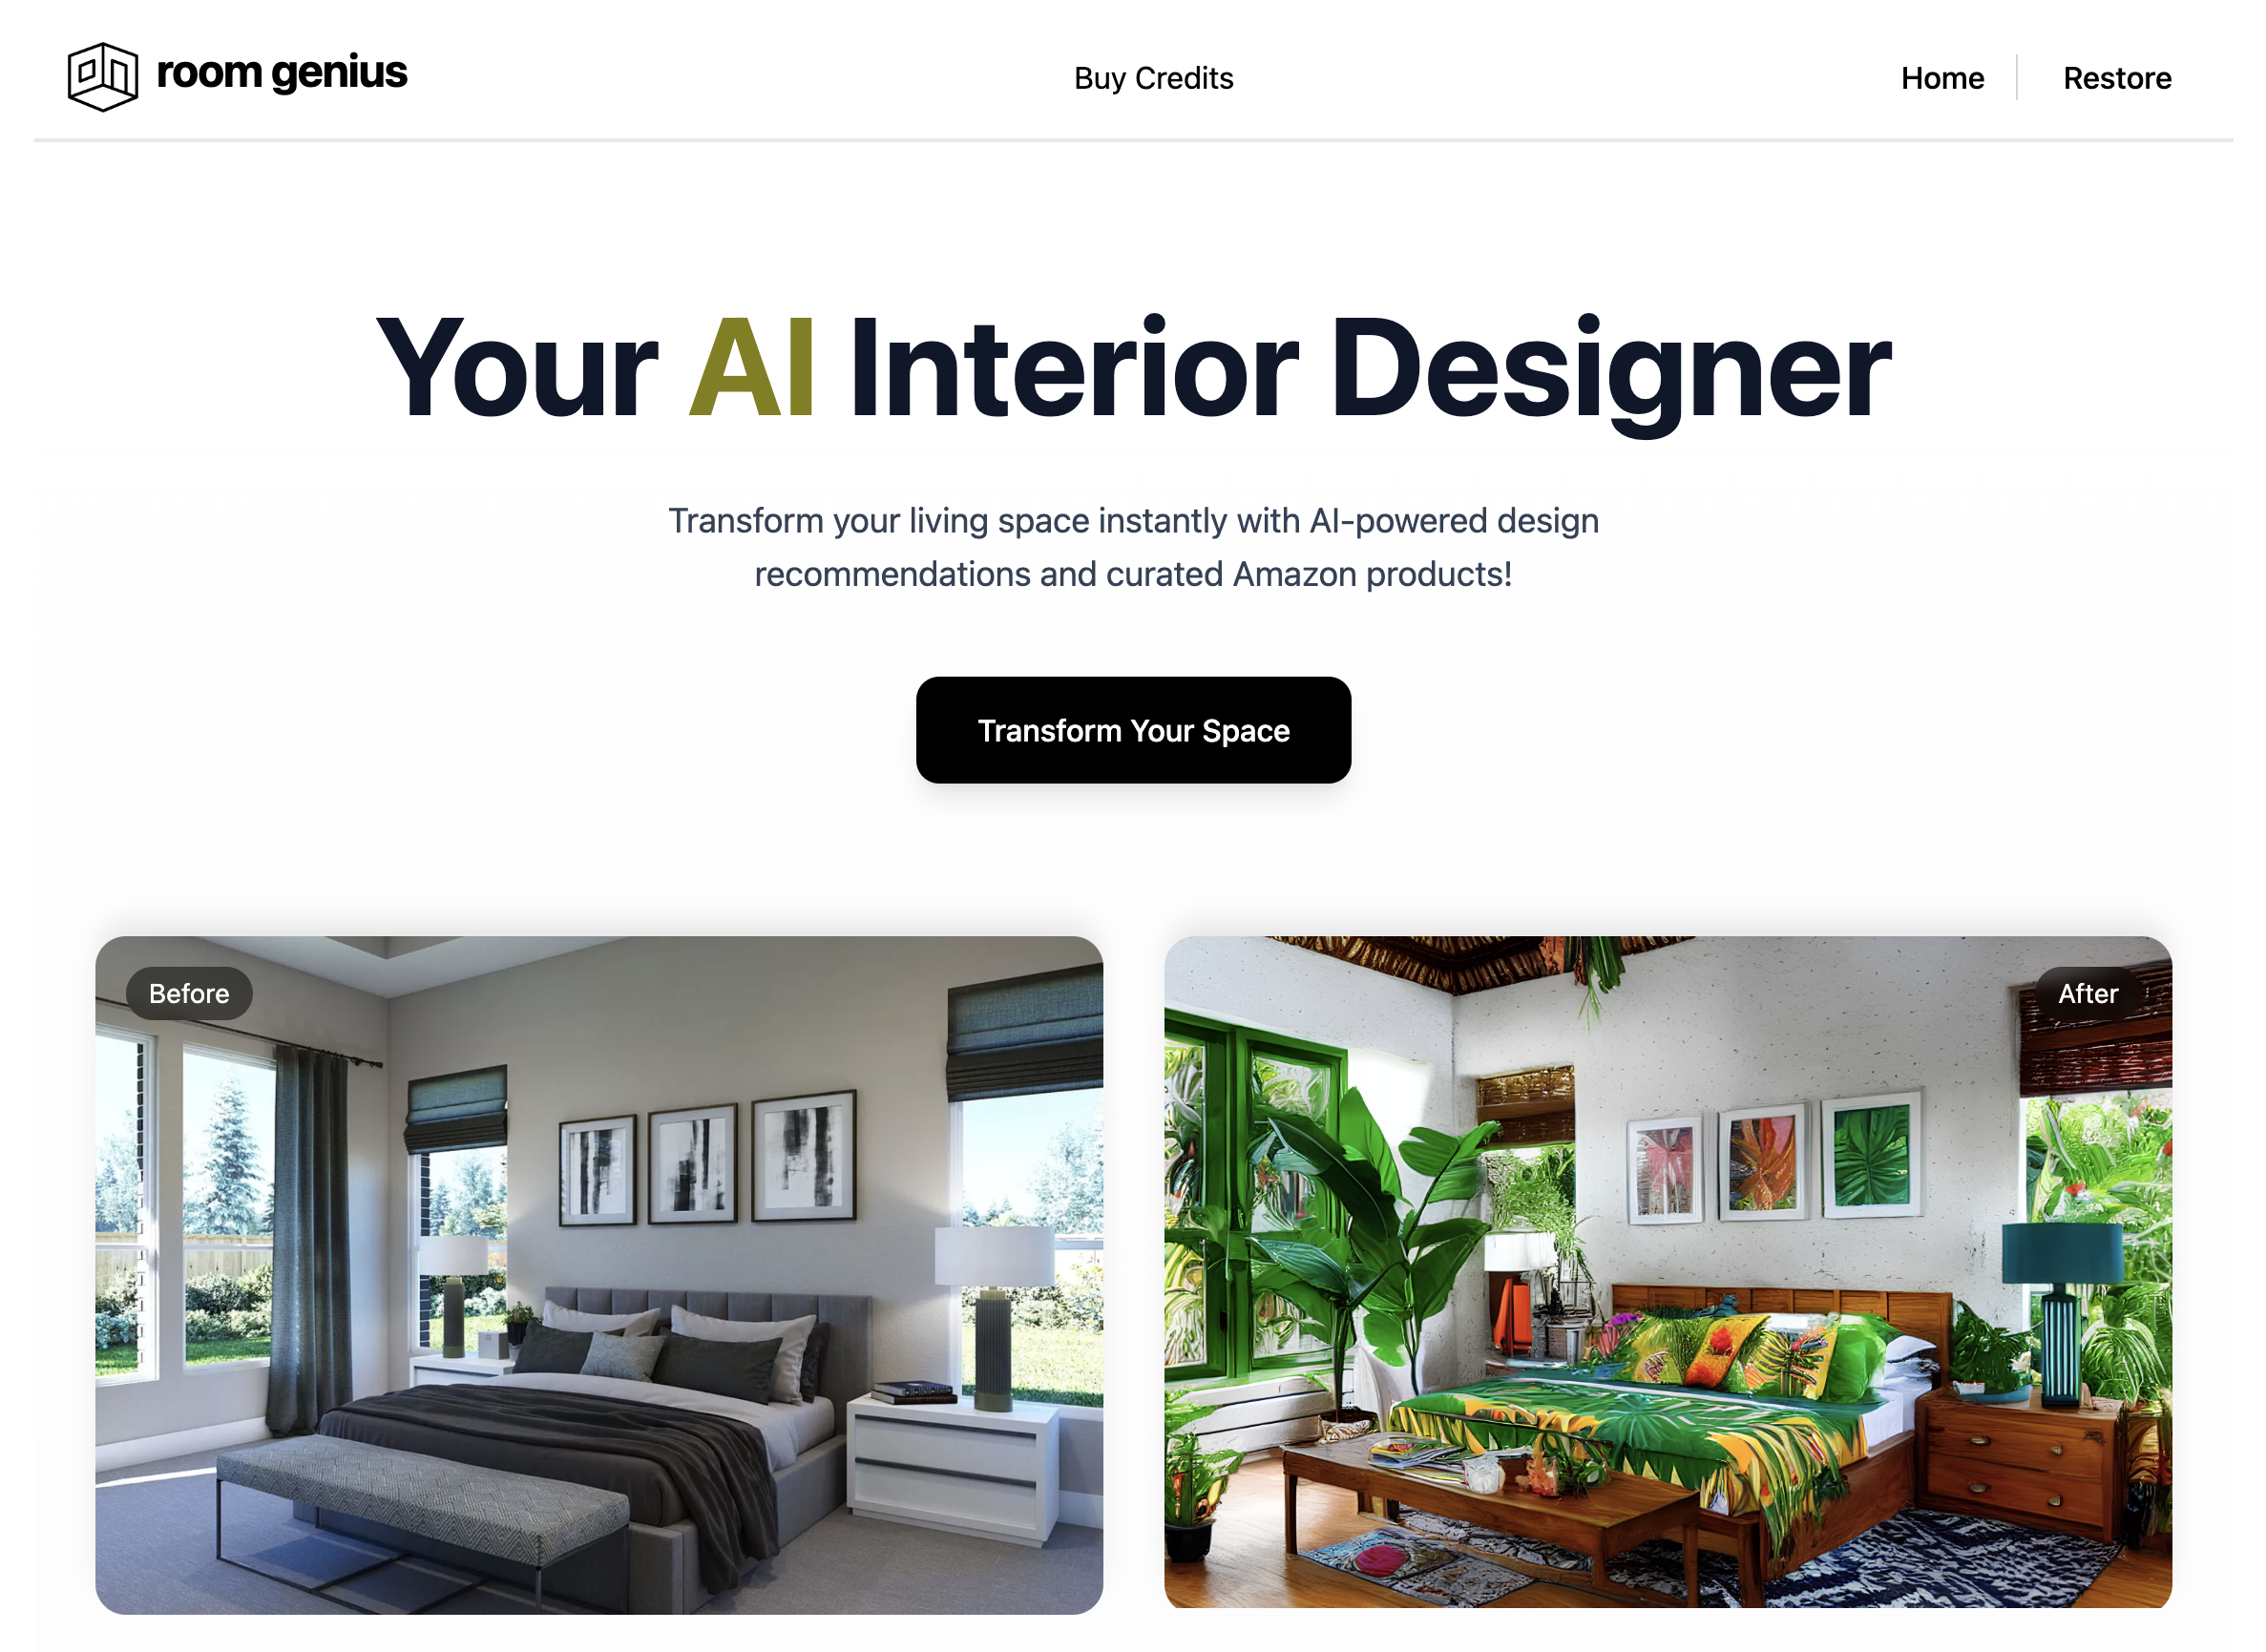 room genius
Buy Credits
Home
Restore
Your AI Interior Designer
Transform your living space instantly with AI-powered design
recommendations and curated Amazon products!
Transform Your Space
Before
After